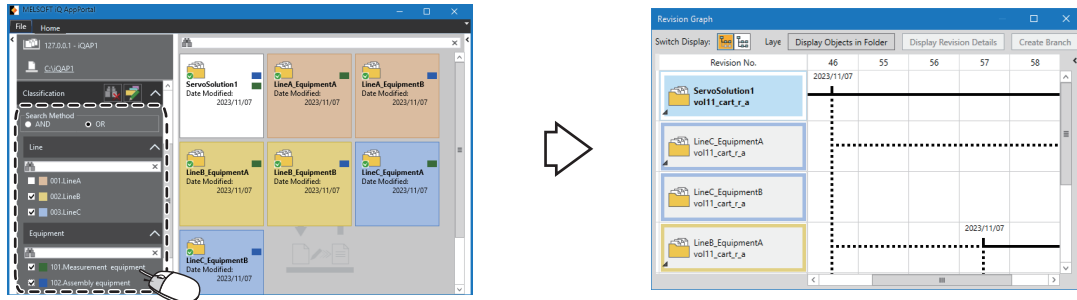 MELSOFT iQ AppPortal
File Home
127.0.0.1 - iQAP1
C:\iQAP1
Classification
Search Method
AND OR
Line
001.LineA
002.LineB
003.LineC
Equipment
101.Measurement equipment
102.Assembly equipment
ServoSolution1
Date Modified:
2023/11/07
LineA_EquipmentA
Date Modified:
2023/11/07
LineA_EquipmentB
Date Modified:
2023/11/07
LineB_EquipmentA
Date Modified:
2023/11/07
LineB_EquipmentB
Date Modified:
2023/11/07
LineC_EquipmentA
Date Modified:
2023/11/07
LineC_EquipmentB
Date Modified:
2023/11/07
Revision Graph
Switch Display: Laye Display Objects in Folder Display Revision Details Create Branch
Revision No. 46 55 56 57 58
2023/11/07
ServoSolution1
vol11_cart_r_a
LineC_EquipmentA
vol11_cart_r_a
LineC_EquipmentB
vol11_cart_r_a
2023/11/07
LineB_EquipmentA
vol11_cart_r_a